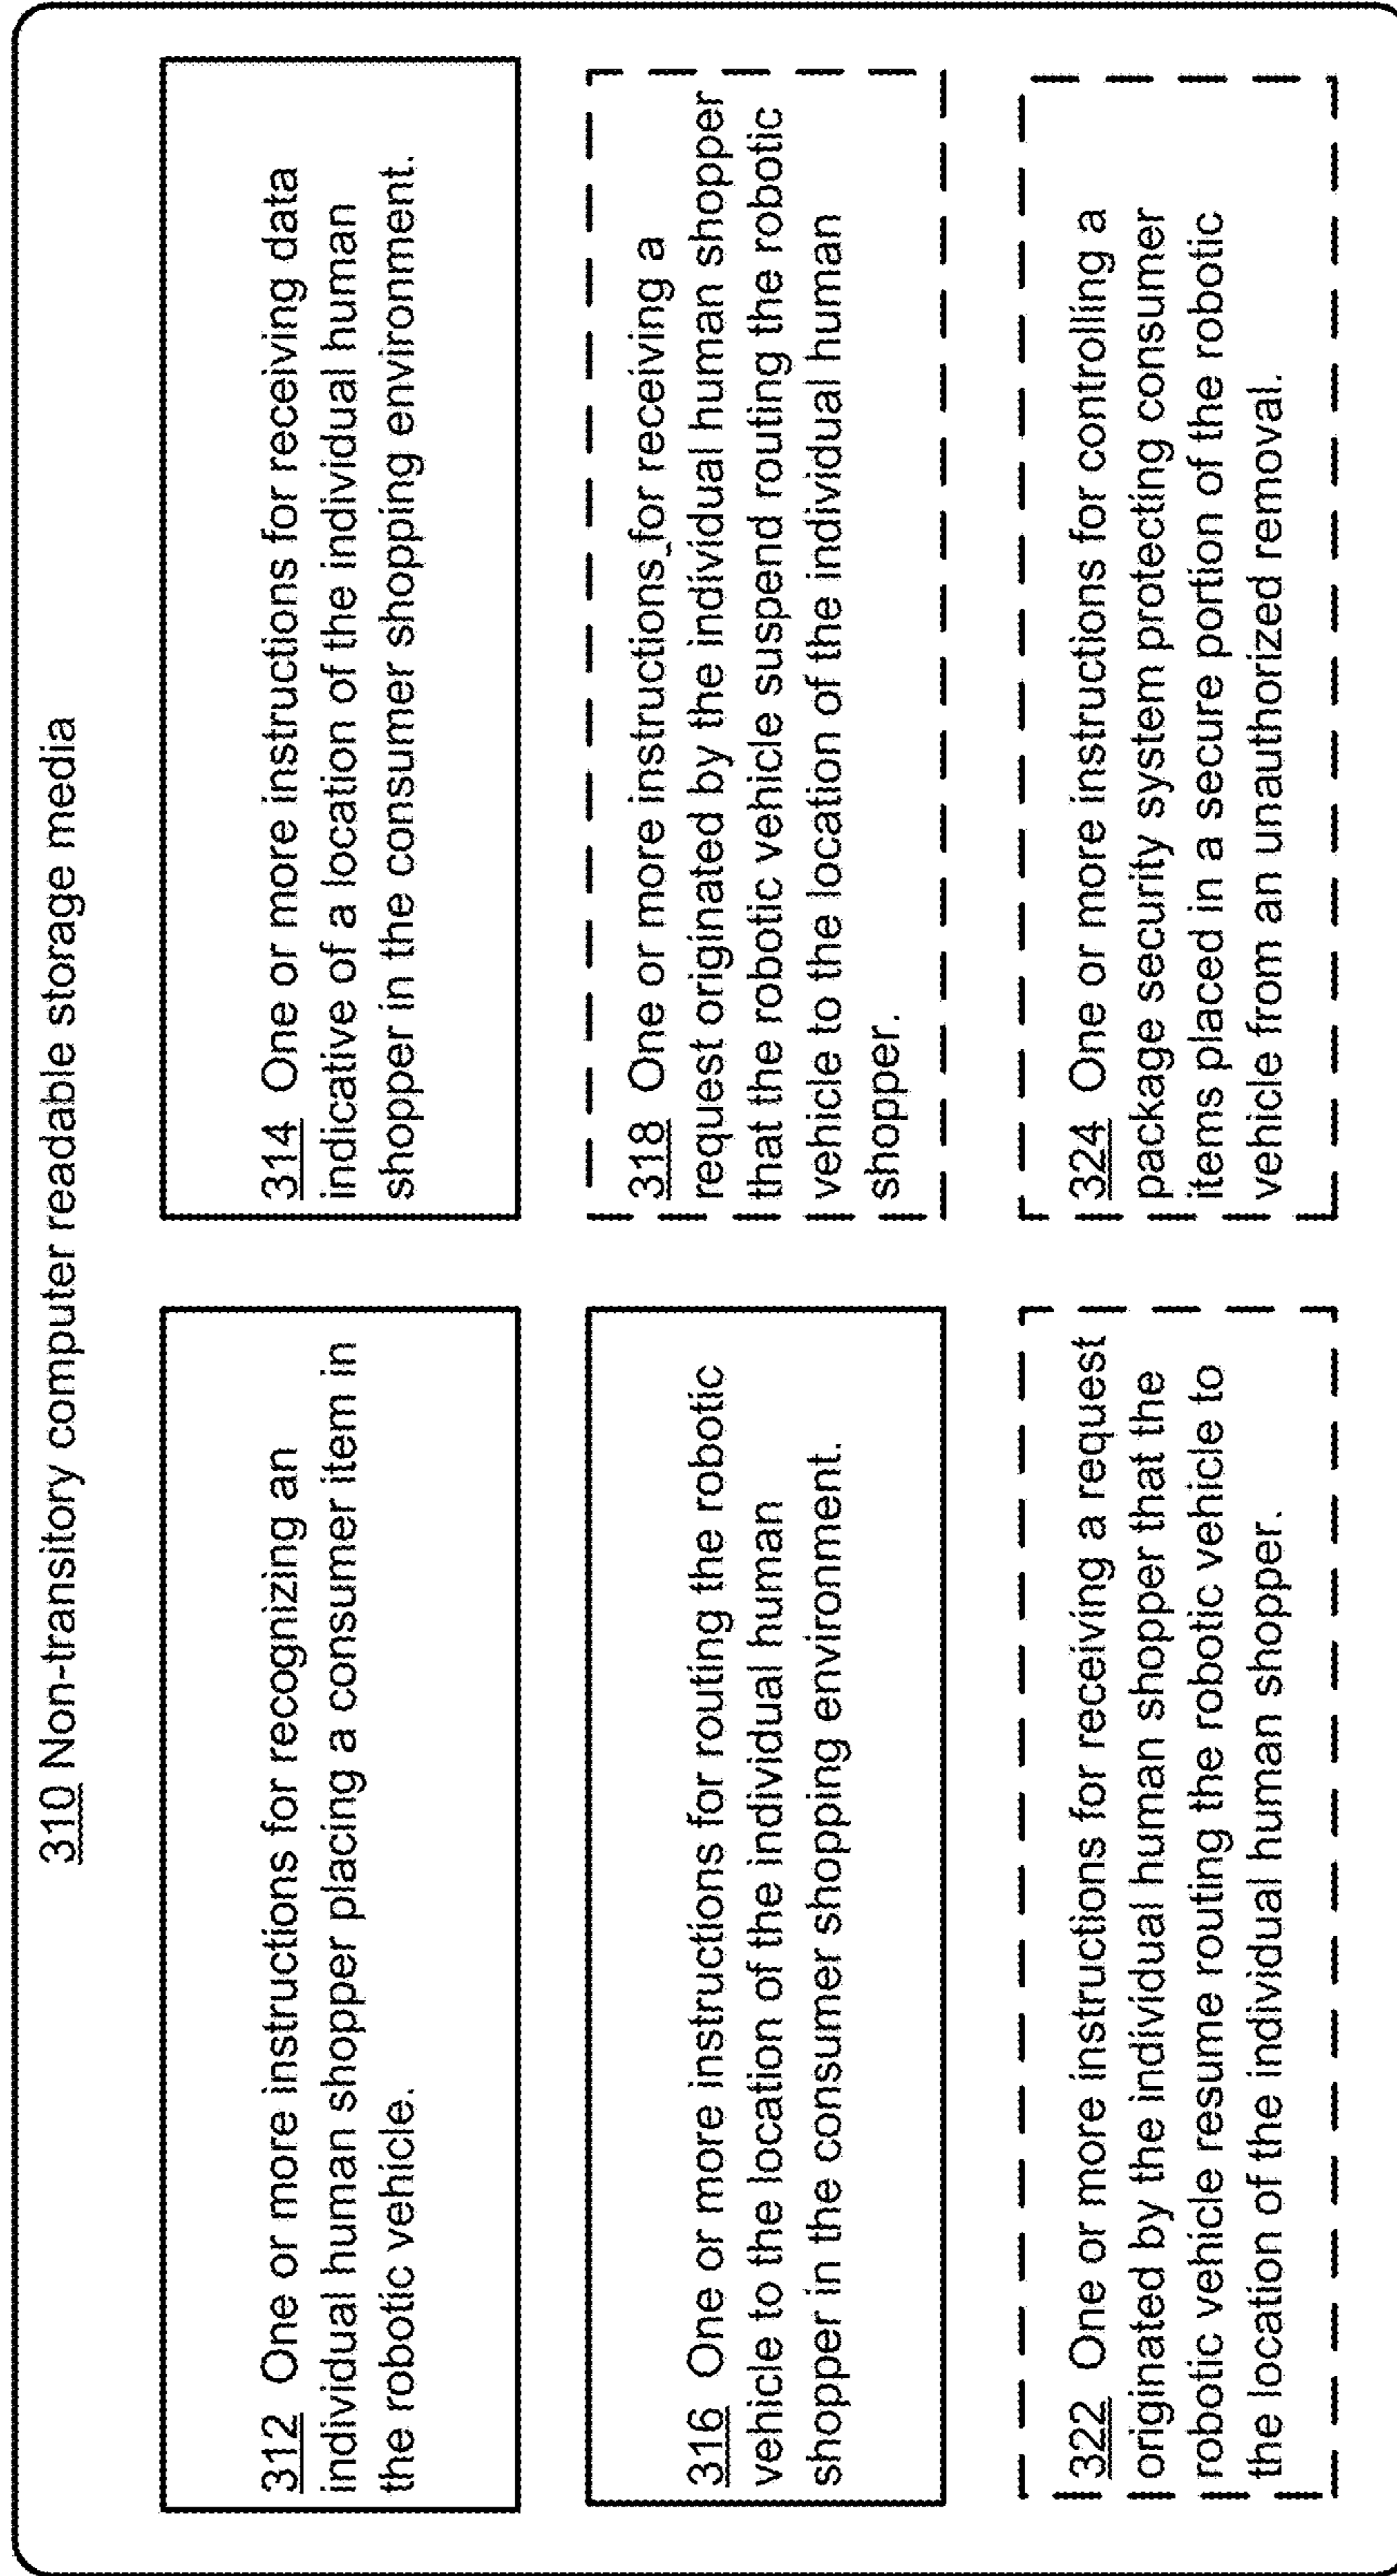 310 Non-transitory computer readable storage media
312 One or more instructions for recognizing an
individual human shopper placing a consumer item in
the robotic vehicle.
314 One or more instructions for receiving data
indicative of a location of the individual human
shopper in the consumer shopping environment.
316 One or more instructions for routing the robotic
vehicle to the location of the individual human
shopper in the consumer shopping environment.
318 One or more instructions for receiving a
request originated by the individual human shopper
that the robotic vehicle suspend routing the robotic
vehicle to the location of the individual human
shopper.
322 One or more instructions for receiving a request
originated by the individual human shopper that the
robotic vehicle resume routing the robotic vehicle to
the location of the individual human shopper.
324 One or more instructions for controlling a
package security system protecting consumer
items placed in a secure portion of the robotic
vehicle from an unauthorized removal.